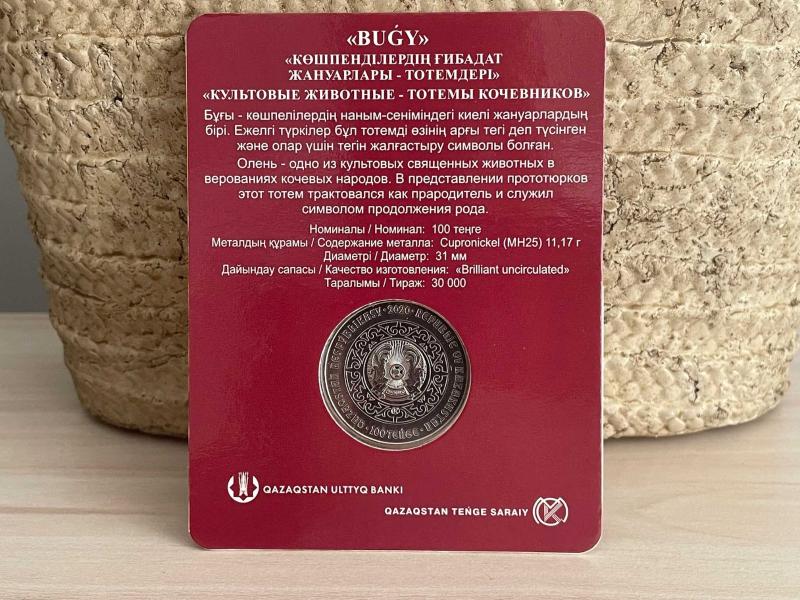 «BUǴY»
«КӨШПЕНДІЛЕРДІҢ ҒИБАДАТ
ЖАНУАРЛАРЫ - ТОТЕМДЕРІ»
«КУЛЬТОВЫЕ ЖИВОТНЫЕ - ТОТЕМЫ КОЧЕВНИКОВ»
Бұғы - көшпелілердің наным-сеніміндегі киелі жануарлардың
бірі. Ежелгі түркілер бұл тотемді өзінің арғы тегі деп түсінген
және олар үшін тегін жалғастыру символы болған.
Олень - одно из культовых священных животных в
верованиях кочевых народов. В представлении прототюрков
этот тотем трактовался как прародитель и служил
символом продолжения рода.
Номиналы / Номинал: 100 теңге
Металдың құрамы / Содержание металла: Cupronickel (МН25) 11,17 г
Диаметрі / Диаметр: 31 мм
Дайындау сапасы / Качество изготовления: «Brilliant uncirculated»
Таралымы / Тираж: 30 000
QAZAQSTAN RESPÝBLIKASY · 2020 · REPUBLIC OF KAZAKHSTAN · 100 TEŃGE ·
QAZAQSTAN ULTTYQ BANKI
QAZAQSTAN TEŃGE SARAIY